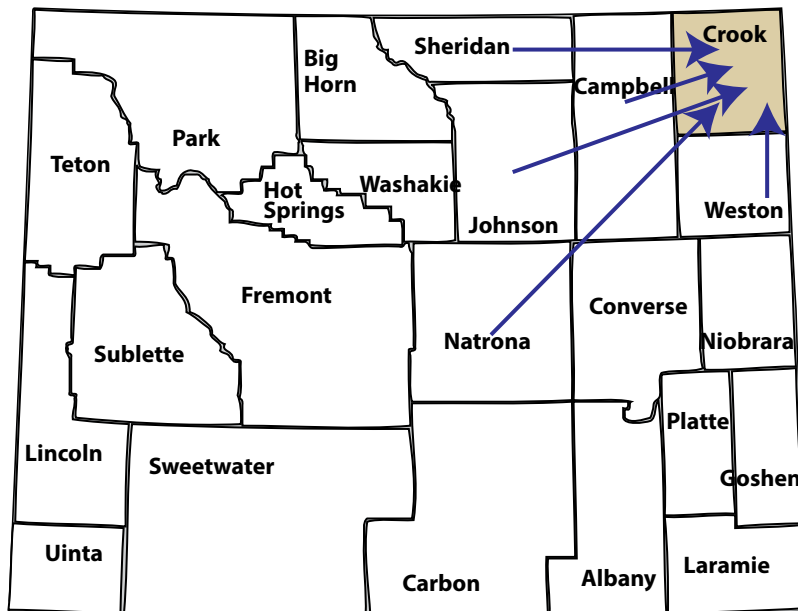 Crook
Sheridan
Big
Horn
Campbell
Park
Teton
Washakie
Hot
Springs
Weston
Johnson
Fremont
Converse
Natrona
Niobrara
Sublette
Platte
Lincoln
Sweetwater
Goshen
Uinta
Laramie
Albany
Carbon